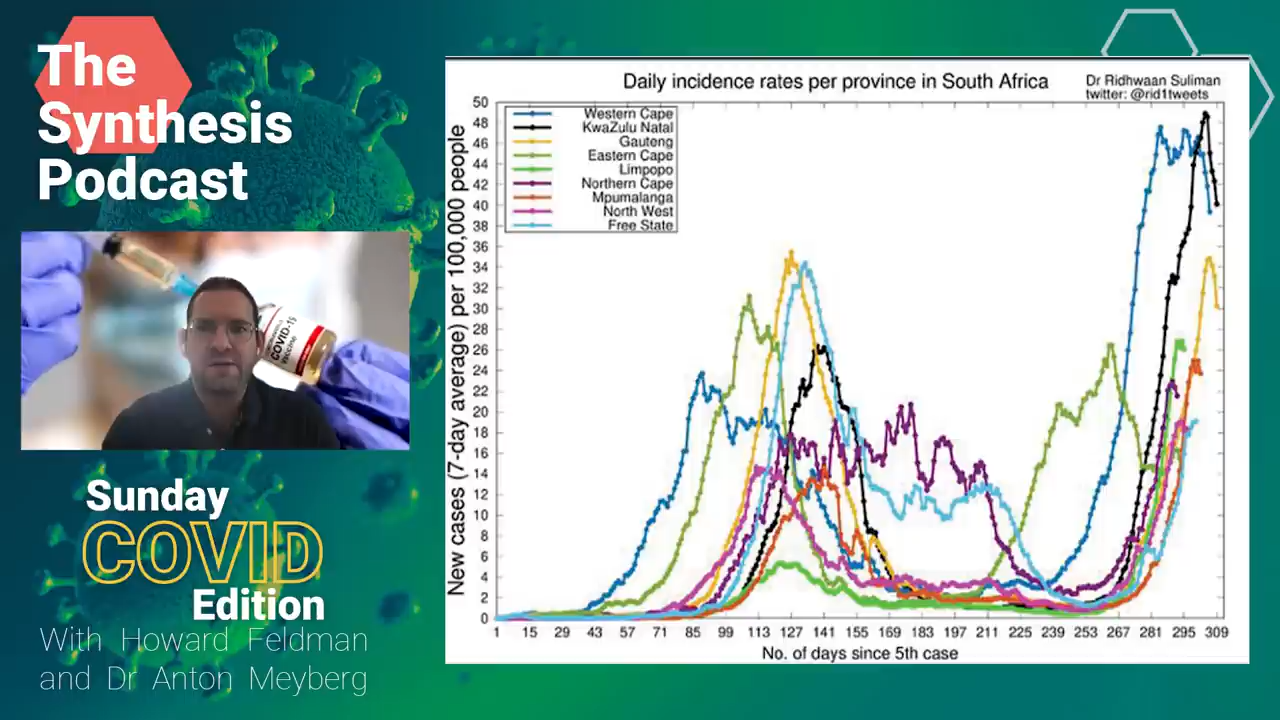 The
Synthesis
Podcast
COVID-19
Vaccine
Sunday
COVID
Edition
With Howard Feldman
and Dr Anton Meyberg
Daily incidence rates per province in South Africa
Dr Ridhwaan Suliman
twitter: @rid1tweets
New cases (7-day average) per 100,000 people
50
48
46
44
42
40
38
36
34
32
30
28
26
24
22
20
18
16
14
12
10
8
6
4
2
0
Western Cape
KwaZulu Natal
Gauteng
Eastern Cape
Limpopo
Northern Cape
Mpumalanga
North West
Free State
1 15 29 43 57 71 85 99 113 127 141 155 169 183 197 211 225 239 253 267 281 295 309
No. of days since 5th case